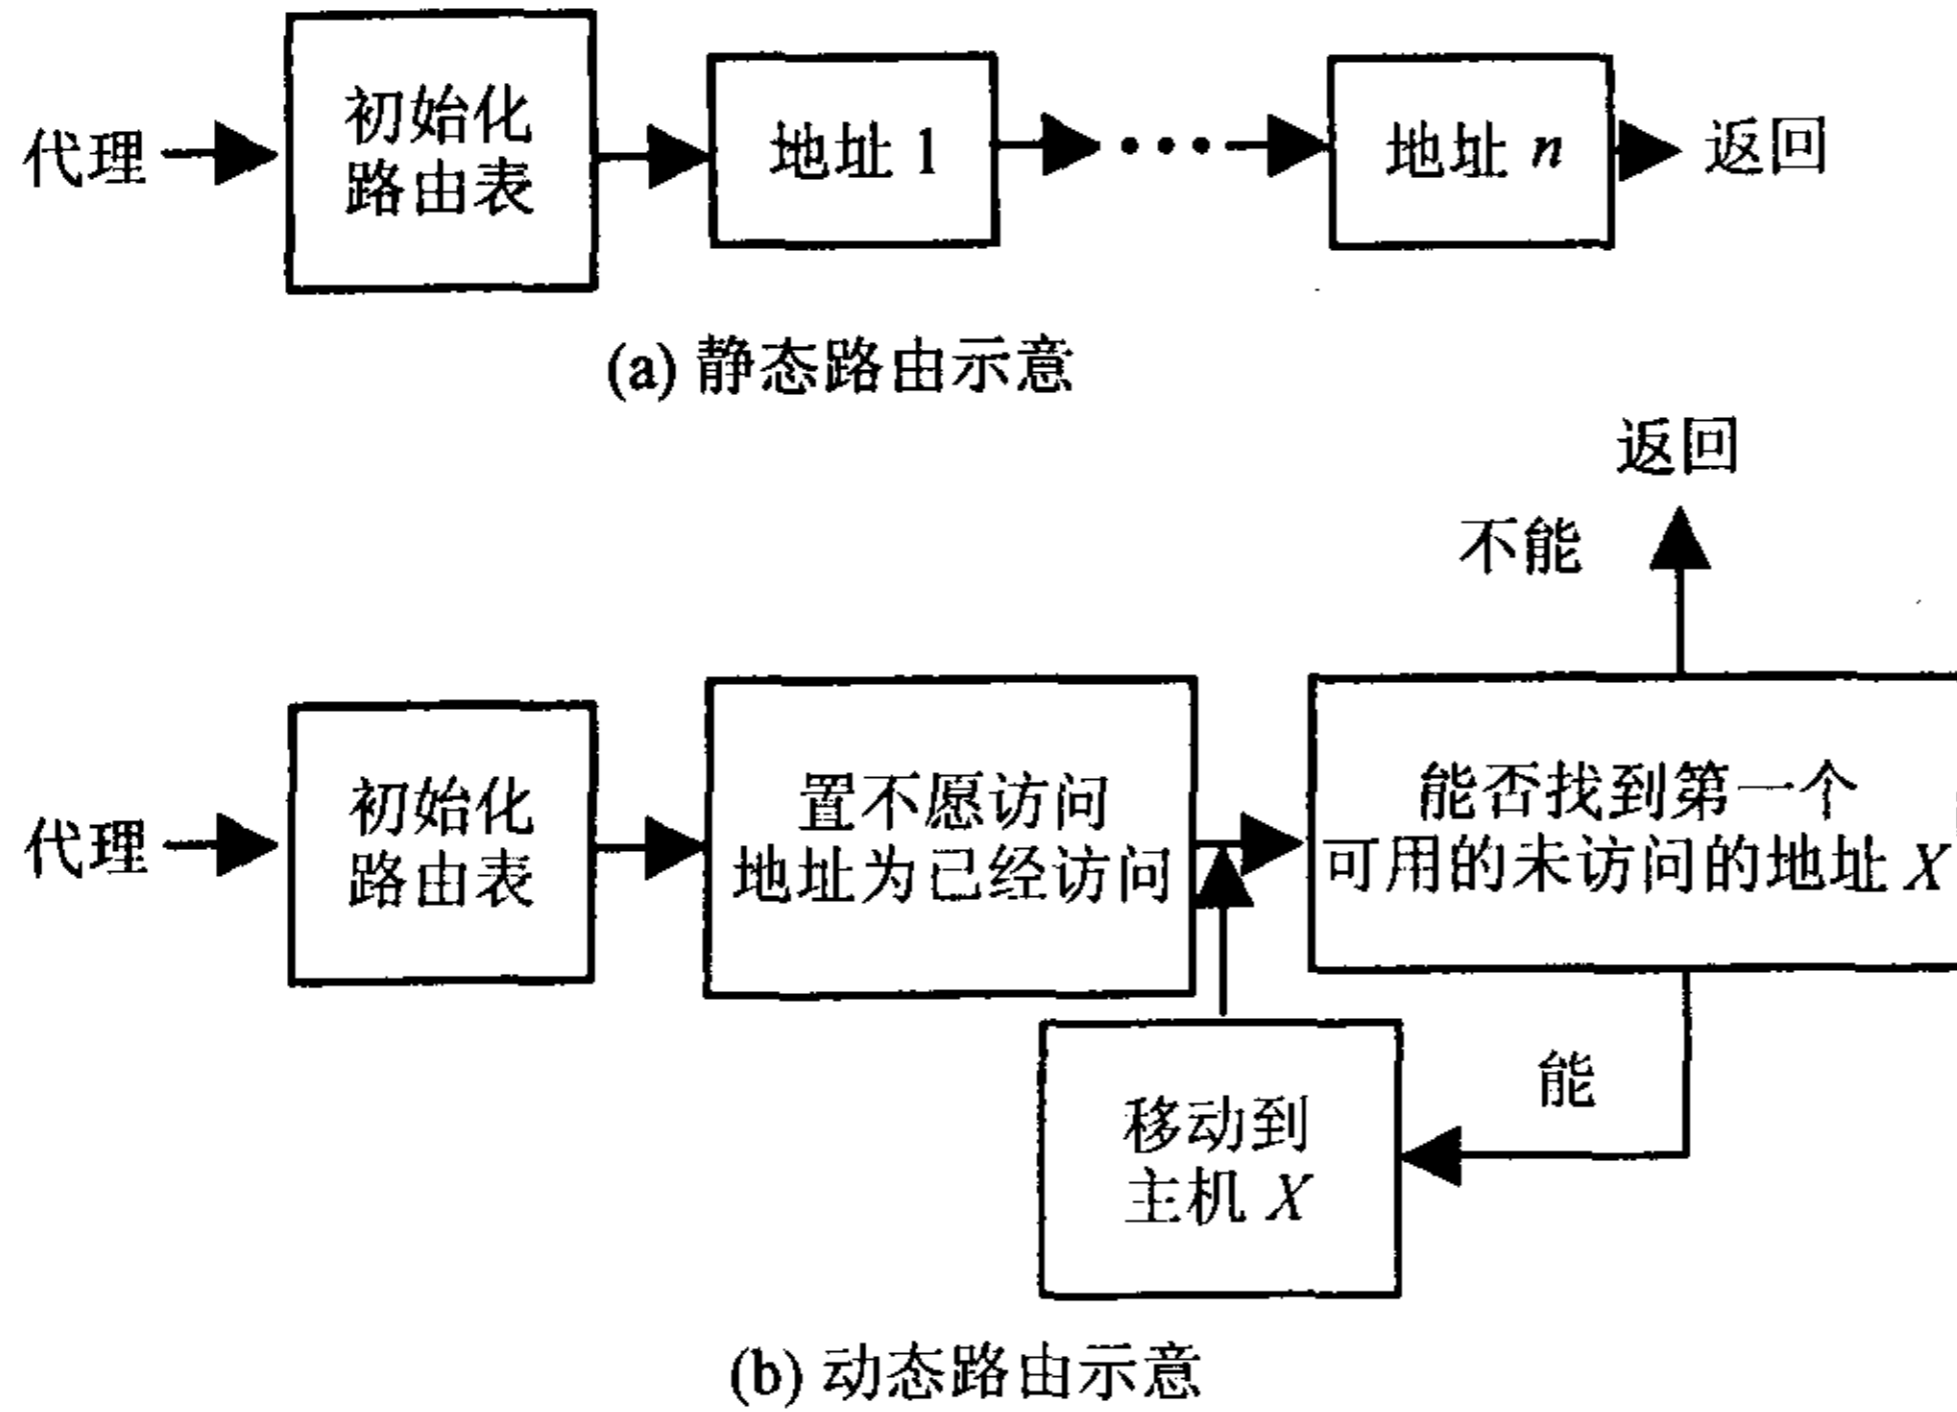 代理
初始化
路由表
地址 1
···
地址 n
返回
(a) 静态路由示意
返回
不能
代理
初始化
路由表
置不愿访问
地址为已经访问
能否找到第一个
可用的未访问的地址 X
能
移动到
主机 X
(b) 动态路由示意